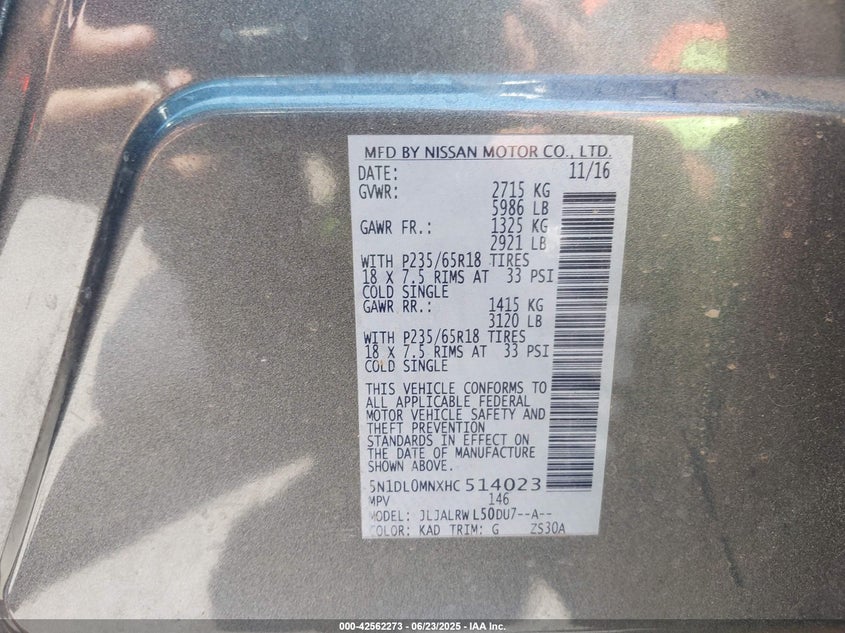 MFD BY NISSAN MOTOR CO., LTD.
DATE: 11/16
GVWR: 2715 KG
5986 LB
GAWR FR.: 1325 KG
2921 LB
WITH P235/65R18 TIRES
18 X 7.5 RIMS AT 33 PSI
COLD SINGLE
GAWR RR.: 1415 KG
3120 LB
WITH P235/65R18 TIRES
18 X 7.5 RIMS AT 33 PSI
COLD SINGLE
THIS VEHICLE CONFORMS TO
ALL APPLICABLE FEDERAL
MOTOR VEHICLE SAFETY AND
THEFT PREVENTION
STANDARDS IN EFFECT ON
THE DATE OF MANUFACTURE
SHOWN ABOVE.
5N1DL0MNXHC 514023
MPV 146
MODEL: JLJALRW L50DU7--A--
COLOR: KAD TRIM: G ZS30A
000-42562273 - 06/23/2025 - IAA Inc.